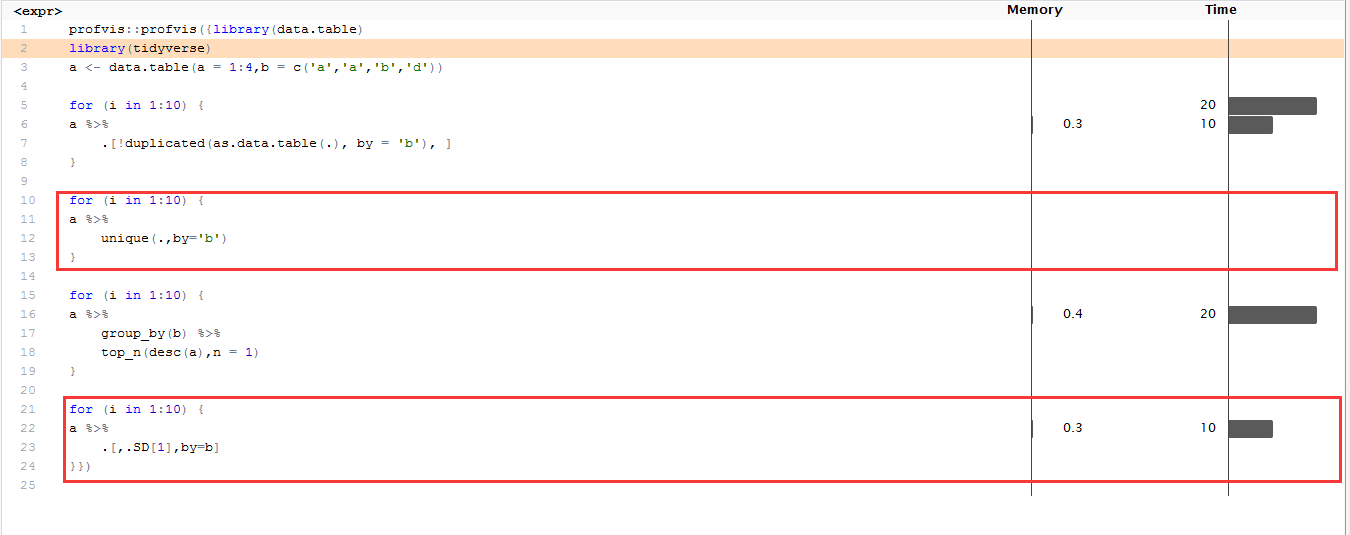 <expr> Memory Time
1 profvis::profvis({library(data.table)
2 library(tidyverse)
3 a <- data.table(a = 1:4,b = c('a','a','b','d'))
4
5 for (i in 1:10) { 20
6 a %>% 0.3 10
7 .[!duplicated(as.data.table(.), by = 'b'), ]
8 }
9
10 for (i in 1:10) {
11 a %>%
12 unique(.,by='b')
13 }
14
15 for (i in 1:10) {
16 a %>% 0.4 20
17 group_by(b) %>%
18 top_n(desc(a),n = 1)
19 }
20
21 for (i in 1:10) {
22 a %>% 0.3 10
23 .[,.SD[1],by=b]
24 }})
25